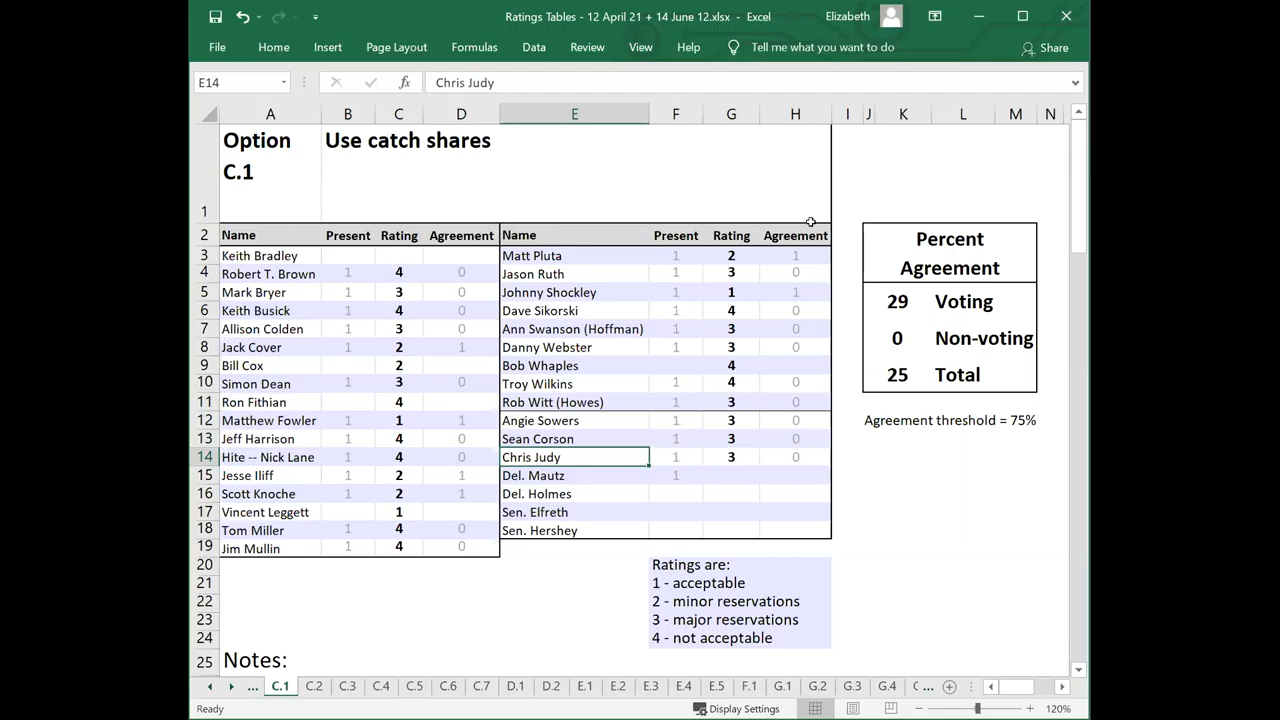 Ratings Tables - 12 April 21 + 14 June 12.xlsx - Excel
Elizabeth
File Home Insert Page Layout Formulas Data Review View Help Tell me what you want to do Share
E14 fx Chris Judy
A B C D E F G H I J K L M N
Option Use catch shares
C.1
1
2 Name Present Rating Agreement Name Present Rating Agreement
3 Keith Bradley Matt Pluta 1 2 1
4 Robert T. Brown 1 4 0 Jason Ruth 1 3 0
5 Mark Bryer 1 3 0 Johnny Shockley 1 1 1
6 Keith Busick 1 4 0 Dave Sikorski 1 4 0
7 Allison Colden 1 3 0 Ann Swanson (Hoffman) 1 3 0
8 Jack Cover 1 2 1 Danny Webster 1 3 0
9 Bill Cox 2 Bob Whaples 4
10 Simon Dean 1 3 0 Troy Wilkins 1 4 0
11 Ron Fithian 4 Rob Witt (Howes) 1 3 0
12 Matthew Fowler 1 1 1 Angie Sowers 1 3 0
13 Jeff Harrison 1 4 0 Sean Corson 1 3 0
14 Hite -- Nick Lane 1 4 0 Chris Judy 1 3 0
15 Jesse Iliff 1 2 1 Del. Mautz 1
16 Scott Knoche 1 2 1 Del. Holmes
17 Vincent Leggett 1 Sen. Elfreth
18 Tom Miller 1 4 0 Sen. Hershey
19 Jim Mullin 1 4 0
Percent
Agreement
29 Voting
0 Non-voting
25 Total
Agreement threshold = 75%
20 Ratings are:
21 1 - acceptable
22 2 - minor reservations
23 3 - major reservations
24 4 - not acceptable
25 Notes:
... C.1 C.2 C.3 C.4 C.5 C.6 C.7 D.1 D.2 E.1 E.2 E.3 E.4 E.5 F.1 G.1 G.2 G.3 G.4 ...
Ready Display Settings 120%